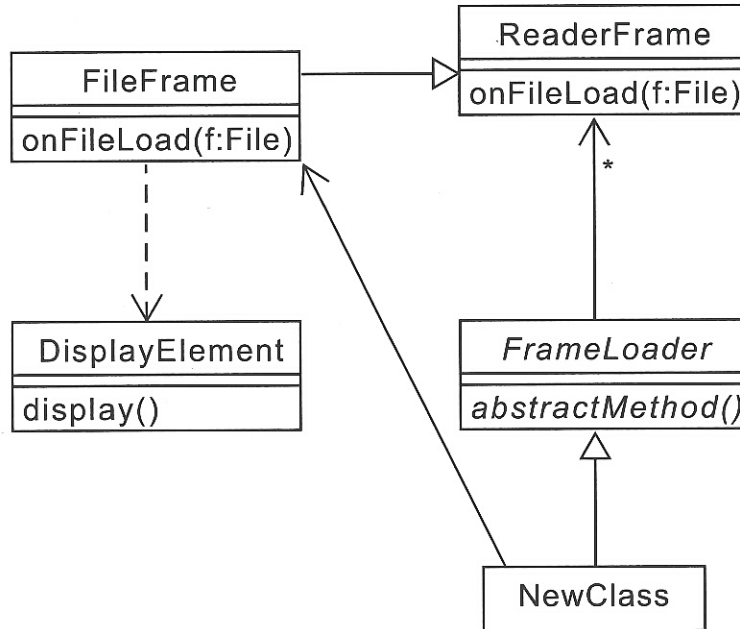 ReaderFrame
onFileLoad(f:File)
FileFrame
onFileLoad(f:File)
*
DisplayElement
display()
FrameLoader
abstractMethod()
NewClass